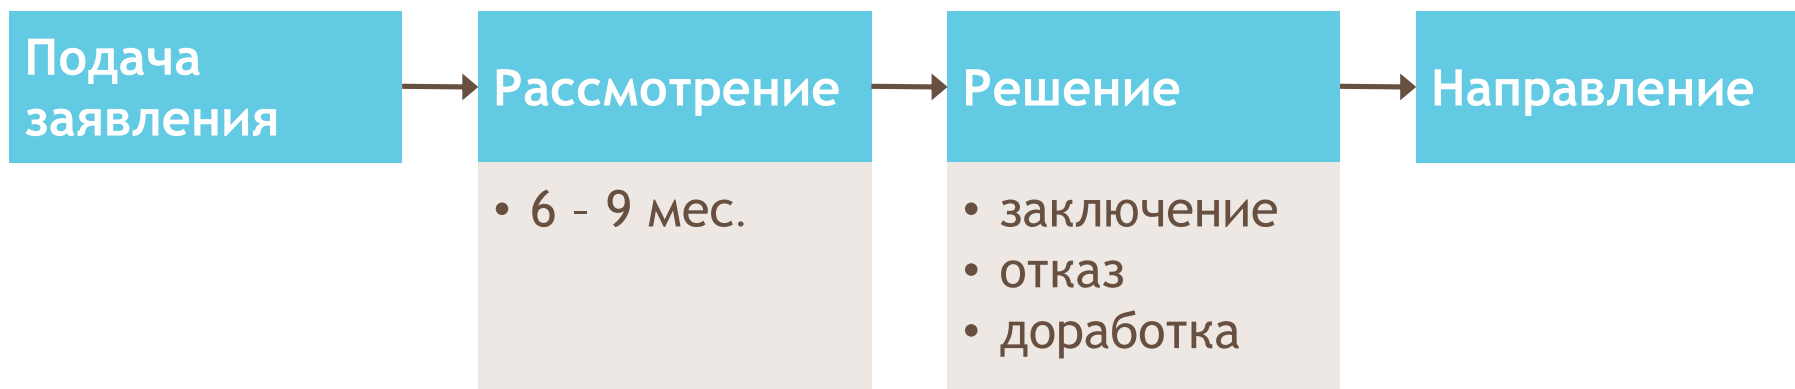 Подача
заявления
Рассмотрение
• 6 – 9 мес.
Решение
• заключение
• отказ
• доработка
Направление